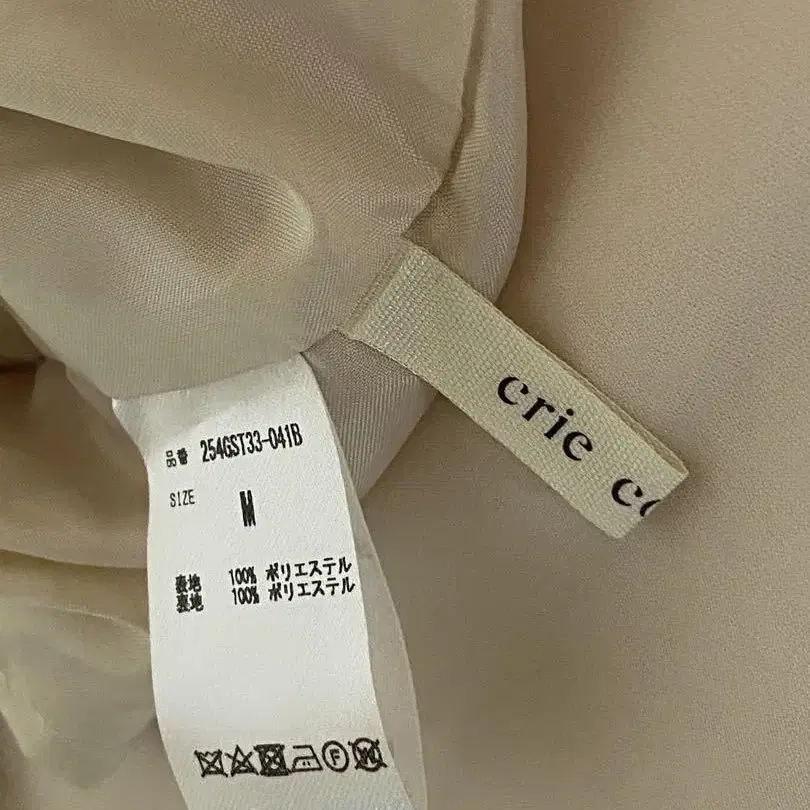 品番 254GST33-041B
SIZE M
表地 100% ポリエステル
裏地 100% ポリエステル
crie
F
W